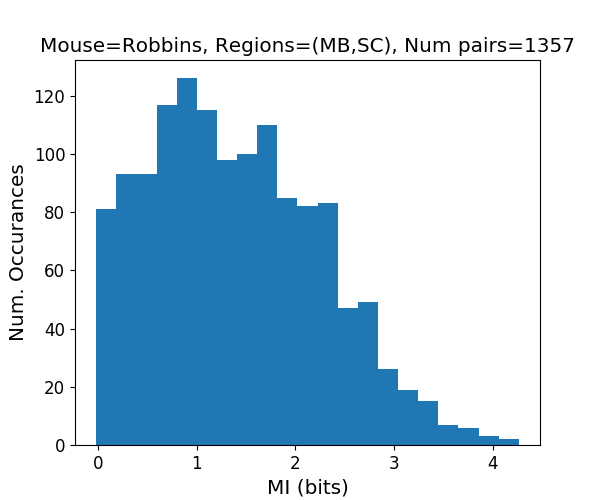 Mouse=Robbins, Regions=(MB,SC), Num pairs=1357
120
100
80
60
40
20
0
Num. Occurances
0 1 2 3 4
MI (bits)